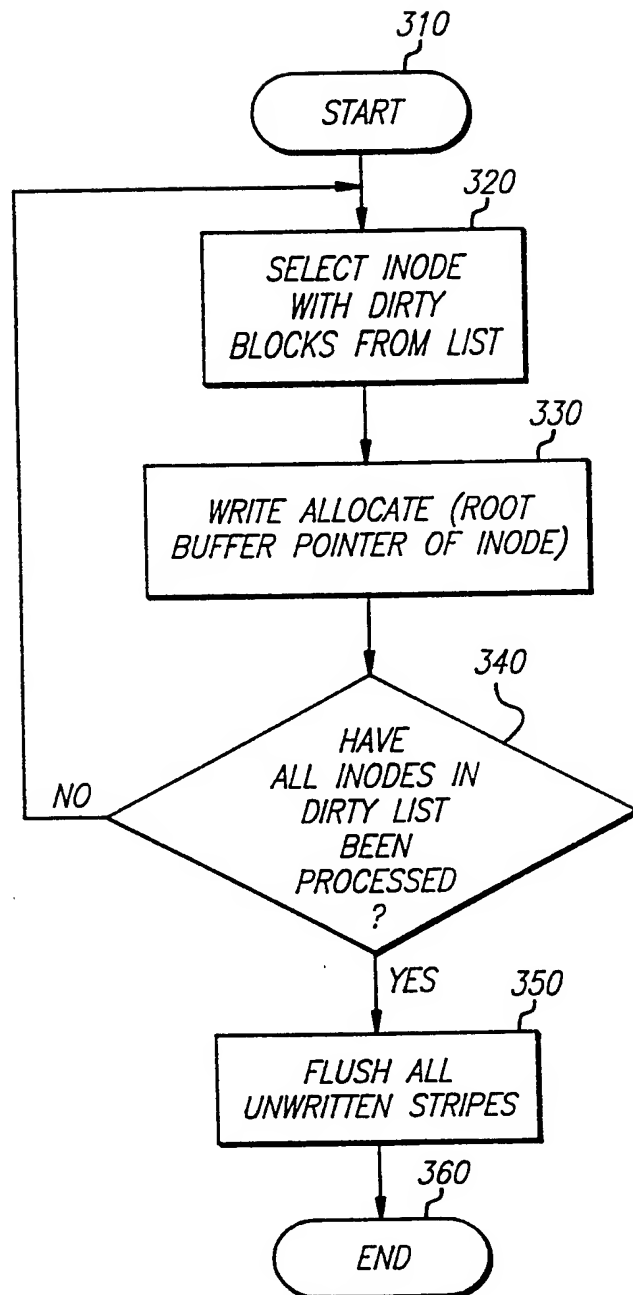 310
START
320
SELECT INODE
WITH DIRTY
BLOCKS FROM LIST
330
WRITE ALLOCATE (ROOT
BUFFER POINTER OF INODE)
340
HAVE
ALL INODES IN
DIRTY LIST
BEEN
PROCESSED
?
NO
YES
350
FLUSH ALL
UNWRITTEN STRIPES
360
END